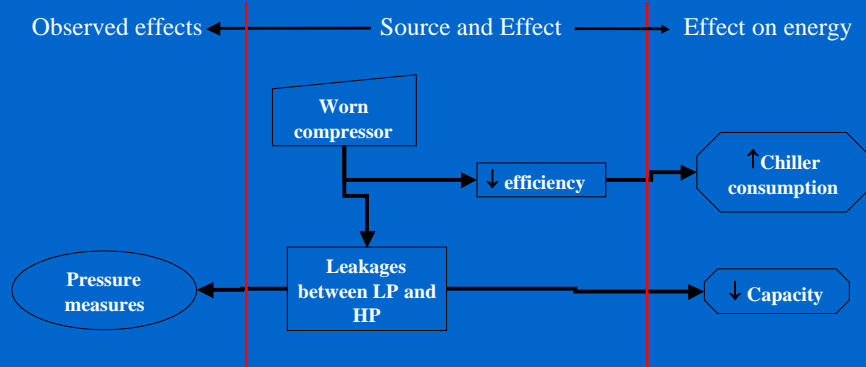 Observed effects
Source and Effect
Effect on energy
Worn
compressor
↓ efficiency
↑Chiller
consumption
Pressure
measures
Leakages
between LP and
HP
↓ Capacity